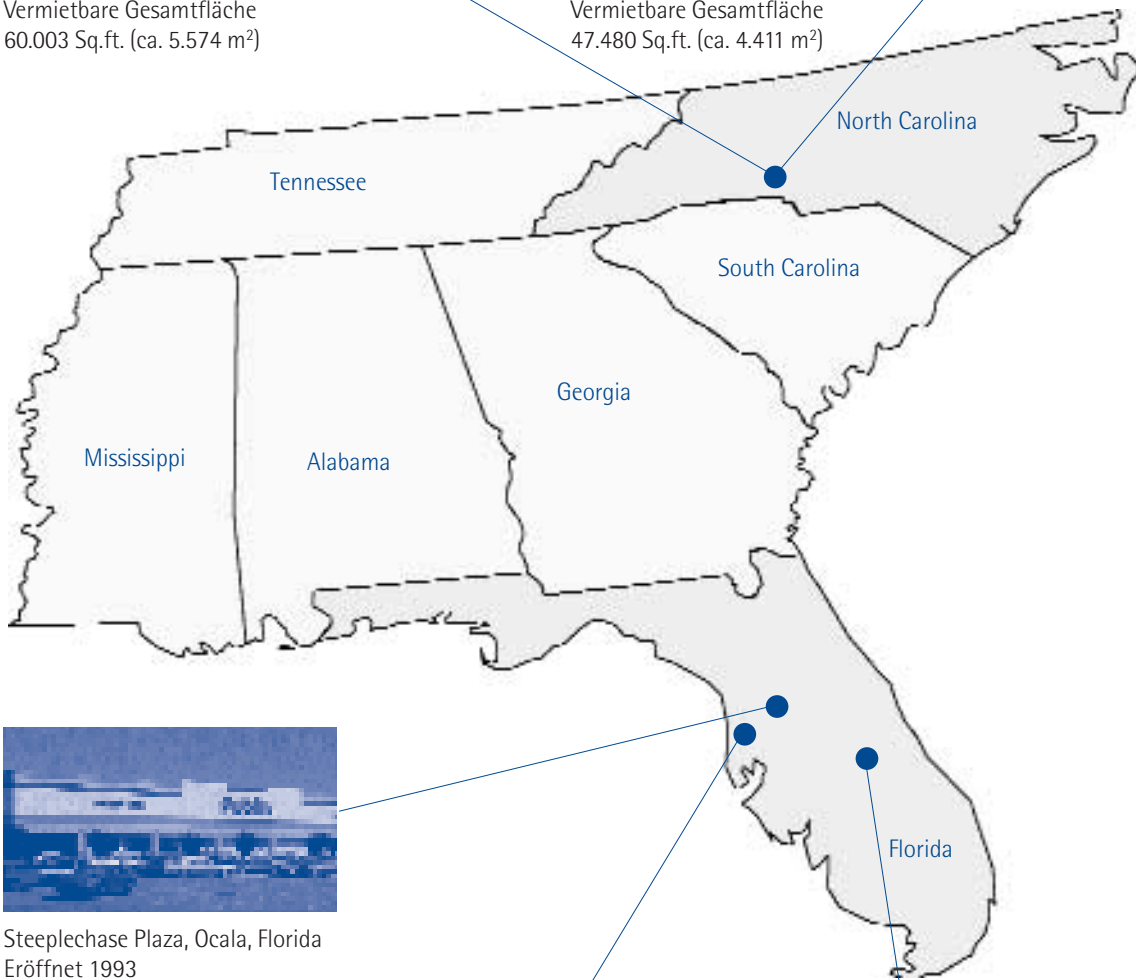 Vermietbare Gesamtfläche
60.003 Sq.ft. (ca. 5.574 m²)
Vermietbare Gesamtfläche
47.480 Sq.ft. (ca. 4.411 m²)
North Carolina
Tennessee
South Carolina
Georgia
Mississippi
Alabama
Florida
Publix
Steeplechase Plaza, Ocala, Florida
Eröffnet 1993